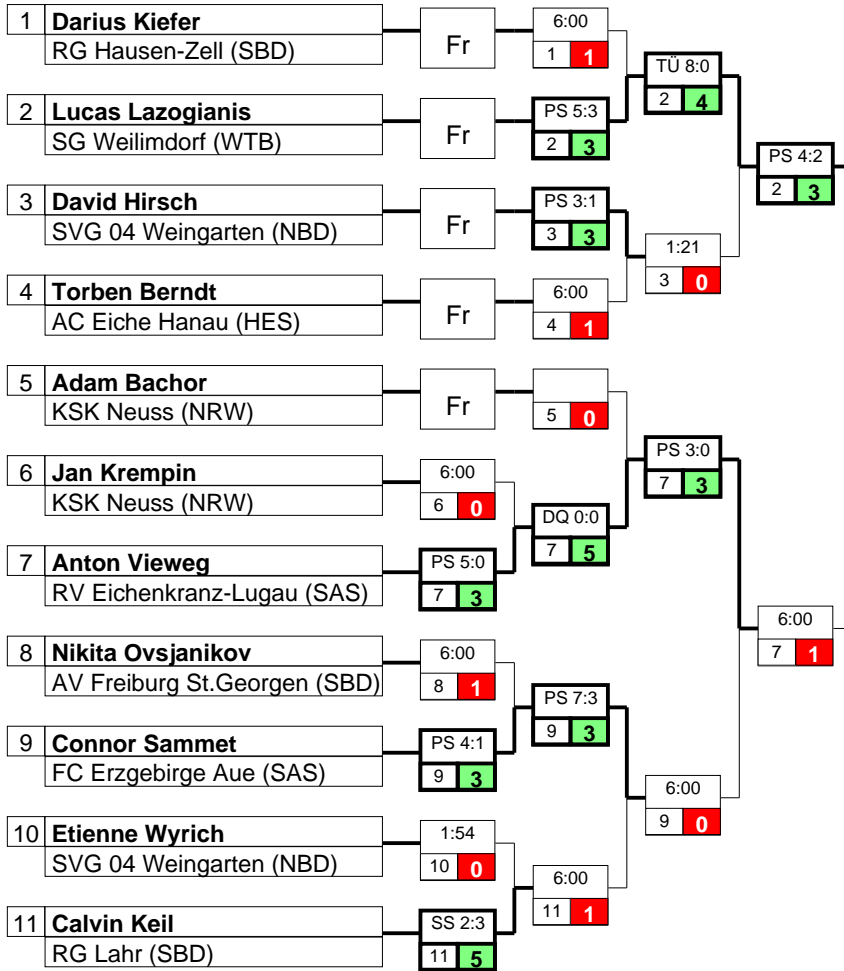 1 Darius Kiefer
RG Hausen-Zell (SBD)
Fr
6:00
1 1
TÜ 8:0
2 4
2 Lucas Lazogianis
SG Weilimdorf (WTB)
Fr
PS 5:3
2 3
PS 4:2
2 3
3 David Hirsch
SVG 04 Weingarten (NBD)
Fr
PS 3:1
3 3
1:21
3 0
4 Torben Berndt
AC Eiche Hanau (HES)
Fr
6:00
4 1
5 Adam Bachor
KSK Neuss (NRW)
Fr
5 0
PS 3:0
7 3
6 Jan Krempin
KSK Neuss (NRW)
6:00
6 0
DQ 0:0
7 5
7 Anton Vieweg
RV Eichenkranz-Lugau (SAS)
PS 5:0
7 3
6:00
7 1
8 Nikita Ovsjanikov
AV Freiburg St.Georgen (SBD)
6:00
8 1
PS 7:3
9 3
9 Connor Sammet
FC Erzgebirge Aue (SAS)
PS 4:1
9 3
6:00
9 0
10 Etienne Wyrich
SVG 04 Weingarten (NBD)
1:54
10 0
6:00
11 1
11 Calvin Keil
RG Lahr (SBD)
SS 2:3
11 5